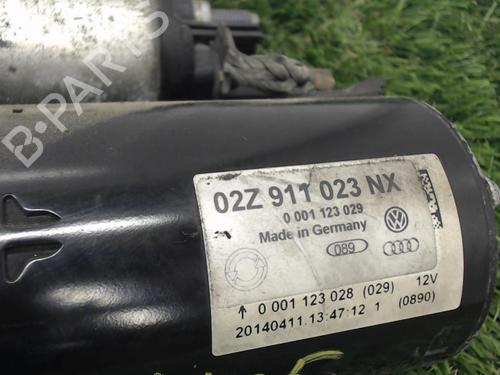 B-PARTS
02Z 911 023 NX
0 001 123 029
Made in Germany
089
0 001 123 028 (029) 12V
20140411.13:47:12 1 (0890)